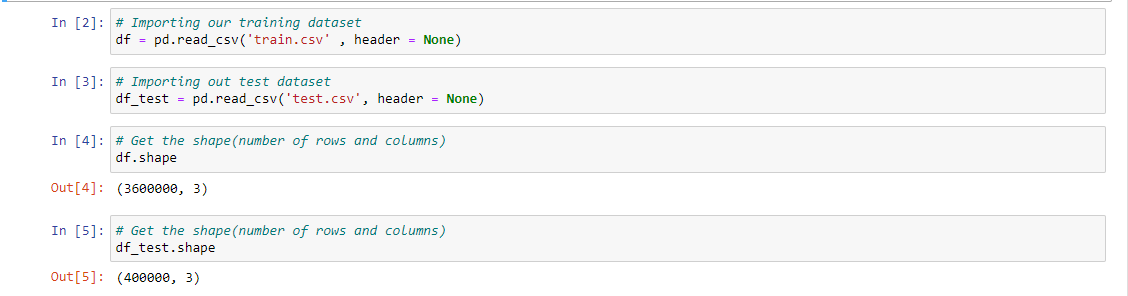 In [2]: # Importing our training dataset
df = pd.read_csv('train.csv' , header = None)
In [3]: # Importing out test dataset
df_test = pd.read_csv('test.csv', header = None)
In [4]: # Get the shape(number of rows and columns)
df.shape
Out[4]: (3600000, 3)
In [5]: # Get the shape(number of rows and columns)
df_test.shape
Out[5]: (400000, 3)